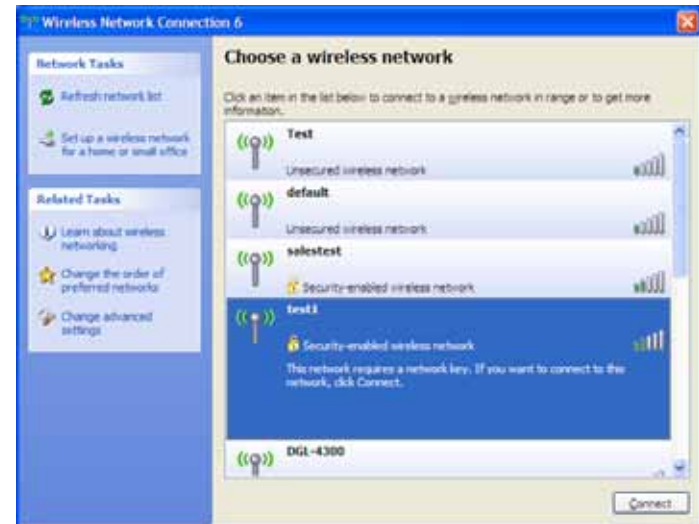 Wireless Network Connection 6
Network Tasks
Refresh network list
Set up a wireless network
for a home or small office
Related Tasks
Learn about wireless
networking
Change the order of
preferred networks
Change advanced
settings
Choose a wireless network
Click an item in the list below to connect to a wireless network in range or to get more
information.
Test
Unsecured wireless network
default
Unsecured wireless network
salestest
Security-enabled wireless network
test1
Security-enabled wireless network
This network requires a network key. If you want to connect to this
network, click Connect.
DGL-4300
Connect